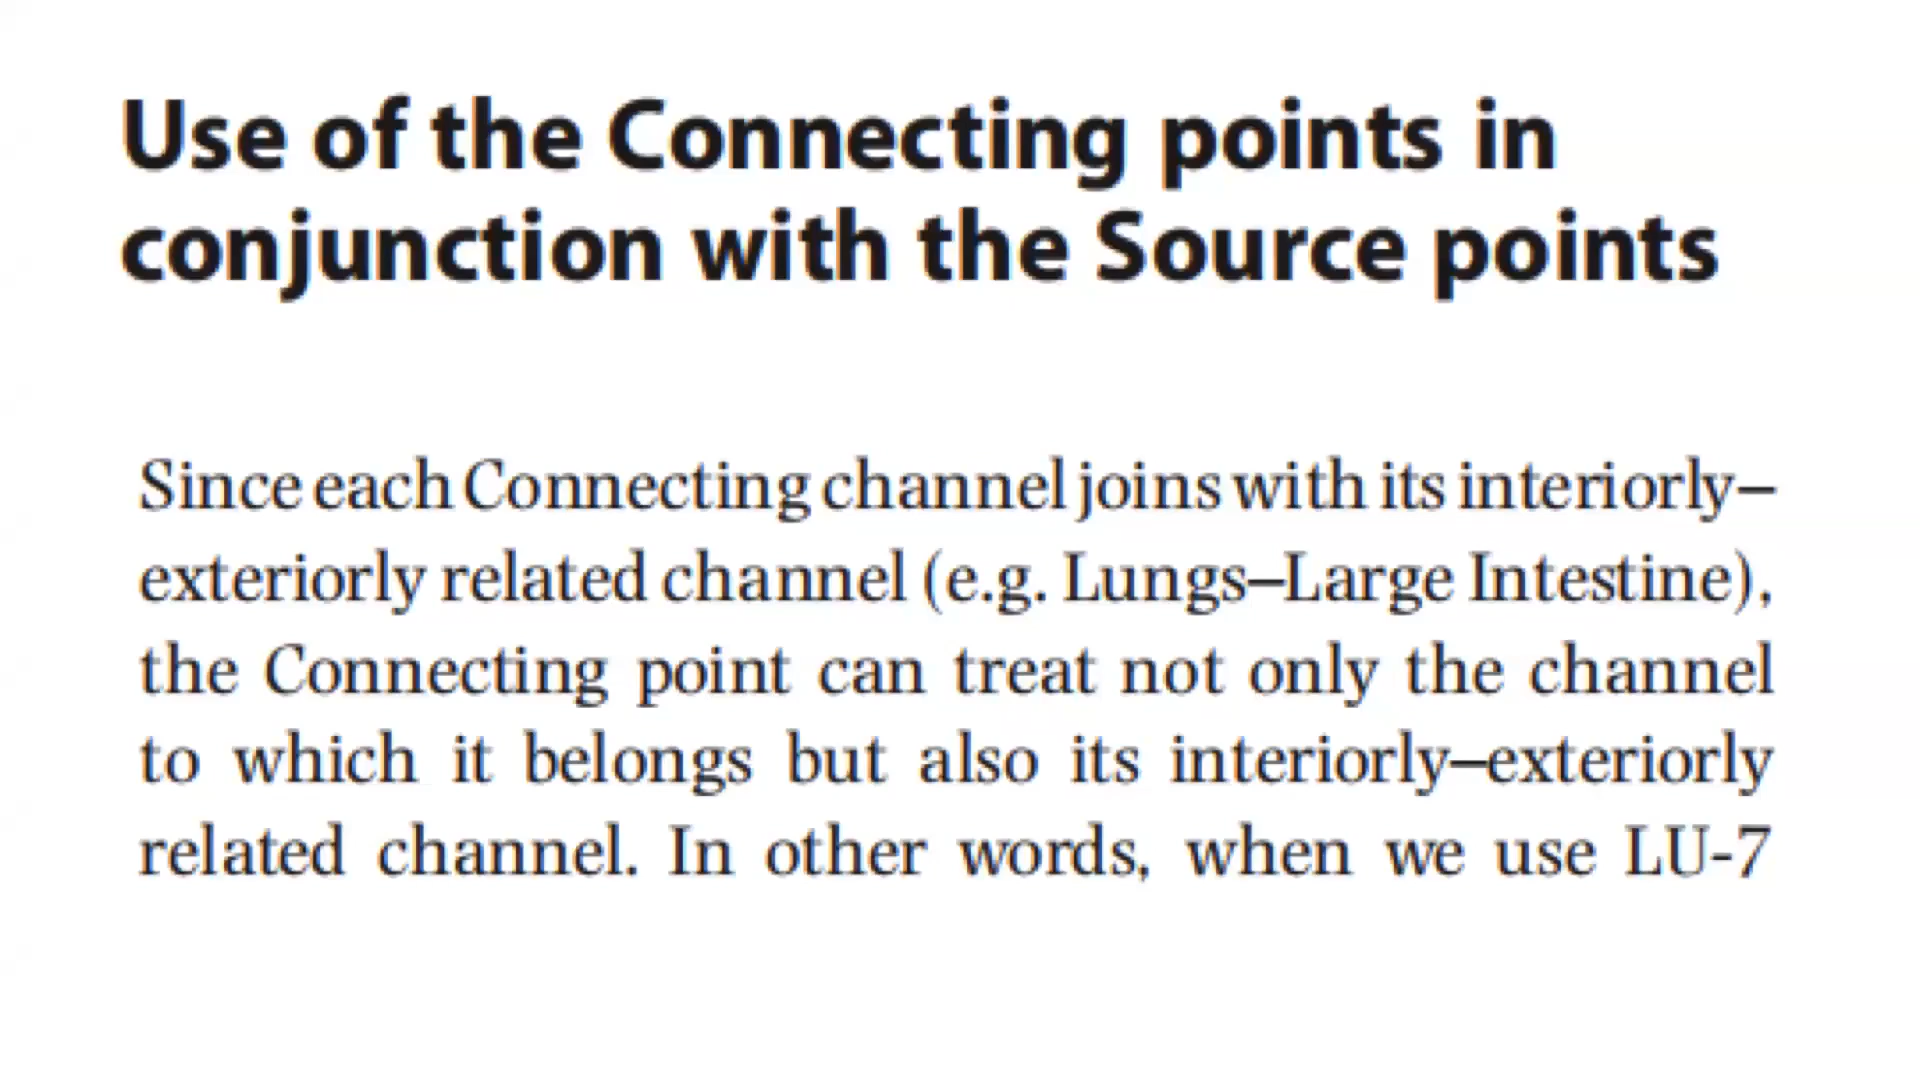 Use of the Connecting points in
conjunction with the Source points
Since each Connecting channel joins with its interiorly–
exteriorly related channel (e.g. Lungs–Large Intestine),
the Connecting point can treat not only the channel
to which it belongs but also its interiorly–exteriorly
related channel. In other words, when we use LU-7